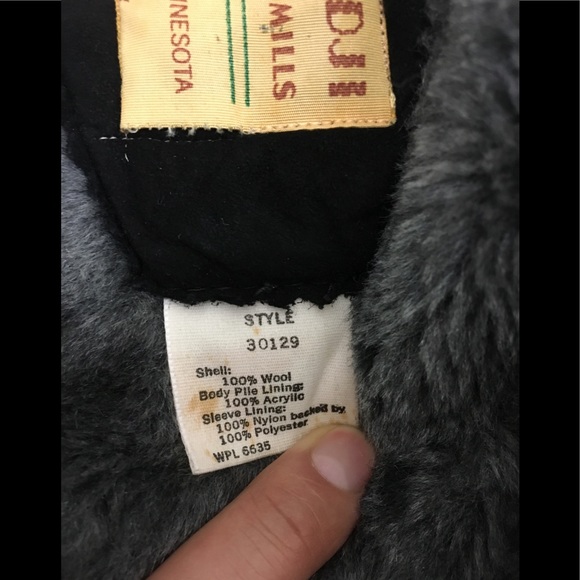 DJI
MILLS
NNESOTA
STYLE
30129
Shell:
100% Wool
Body Pile Lining:
100% Acrylic
Sleeve Lining:
100% Nylon backed by
100% Polyester
WPL 6635